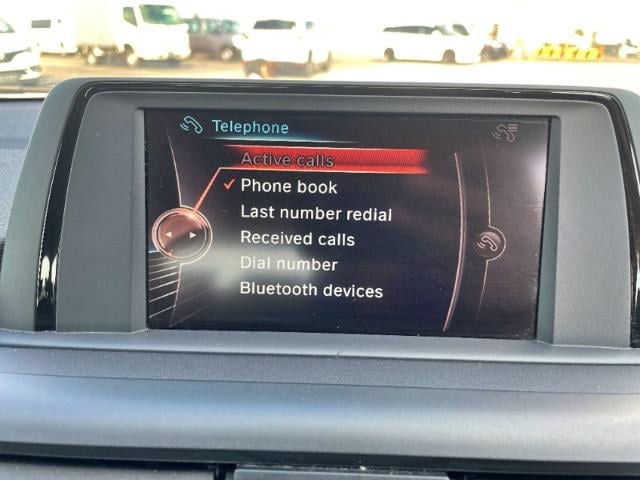 Telephone
Active calls
Phone book
Last number redial
Received calls
Dial number
Bluetooth devices